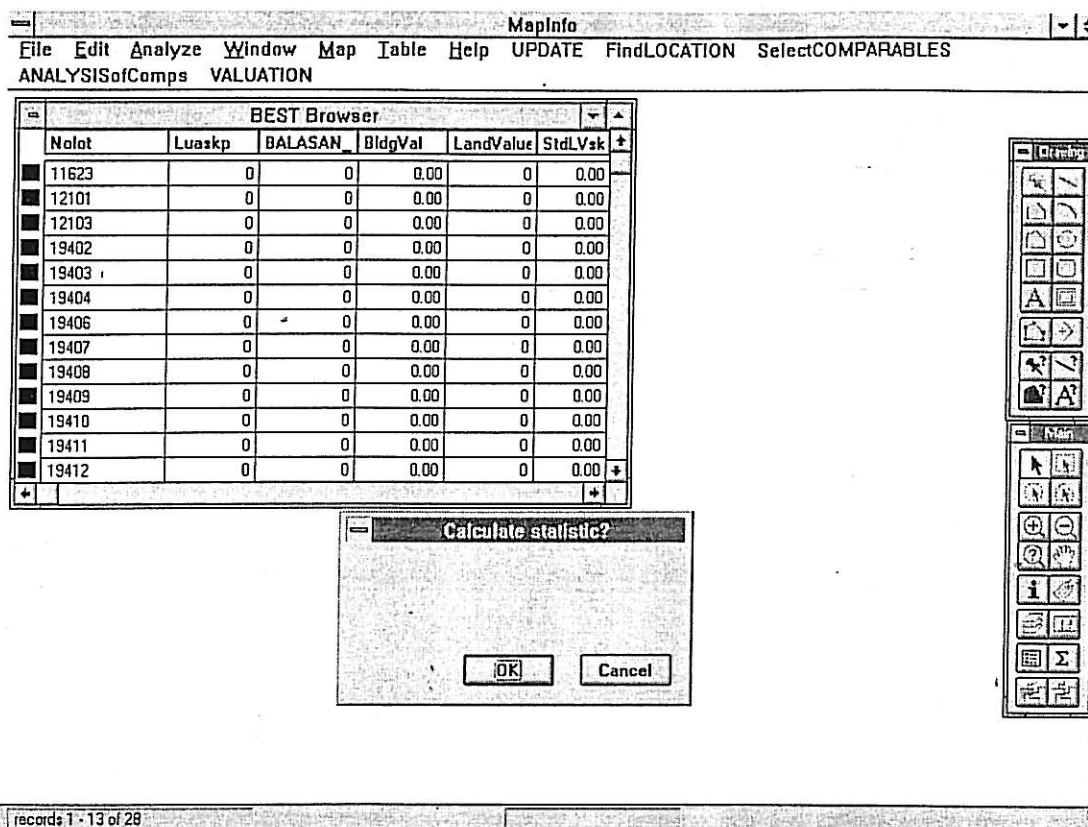 MapInfo
File Edit Analyze Window Map Table Help UPDATE FindLOCATION SelectCOMPARABLES
ANALYSISofComps VALUATION
BEST Browser
Nolot Luaskp BALASAN_ BldgVal LandValue StdLVsk
11623 0 0 0.00 0 0.00
12101 0 0 0.00 0 0.00
12103 0 0 0.00 0 0.00
19402 0 0 0.00 0 0.00
19403 0 0 0.00 0 0.00
19404 0 0 0.00 0 0.00
19406 0 0 0.00 0 0.00
19407 0 0 0.00 0 0.00
19408 0 0 0.00 0 0.00
19409 0 0 0.00 0 0.00
19410 0 0 0.00 0 0.00
19411 0 0 0.00 0 0.00
19412 0 0 0.00 0 0.00
Drawing
A
A
Main
i
Σ
Calculate statistic?
OK Cancel
records 1 - 13 of 28